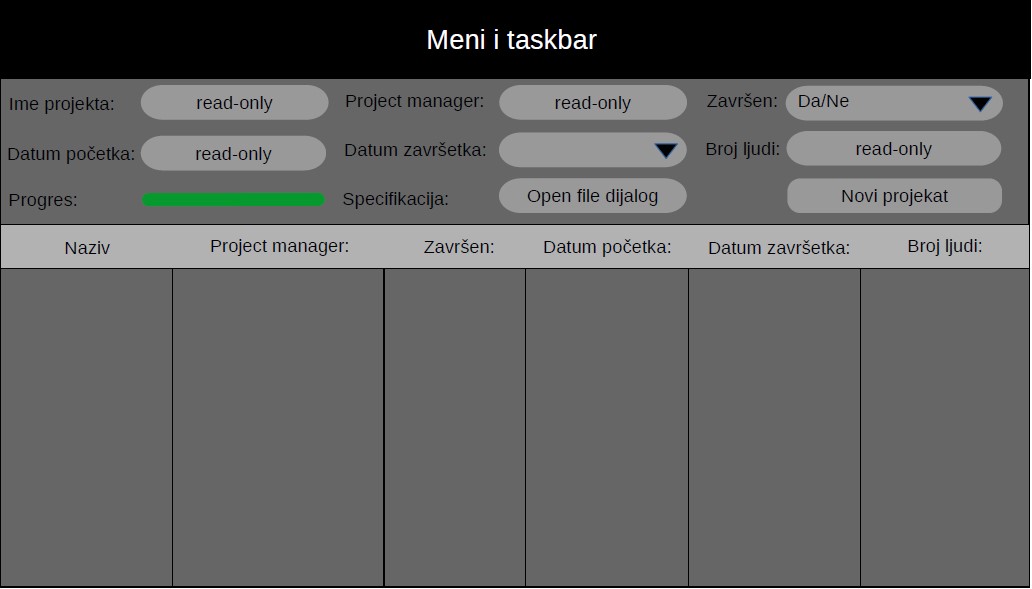 Meni i taskbar
Ime projekta: read-only Project manager: read-only Završen: Da/Ne
Datum početka: read-only Datum završetka: Broj ljudi: read-only
Progres: Specifikacija: Open file dijalog Novi projekat
Naziv Project manager: Završen: Datum početka: Datum završetka: Broj ljudi: